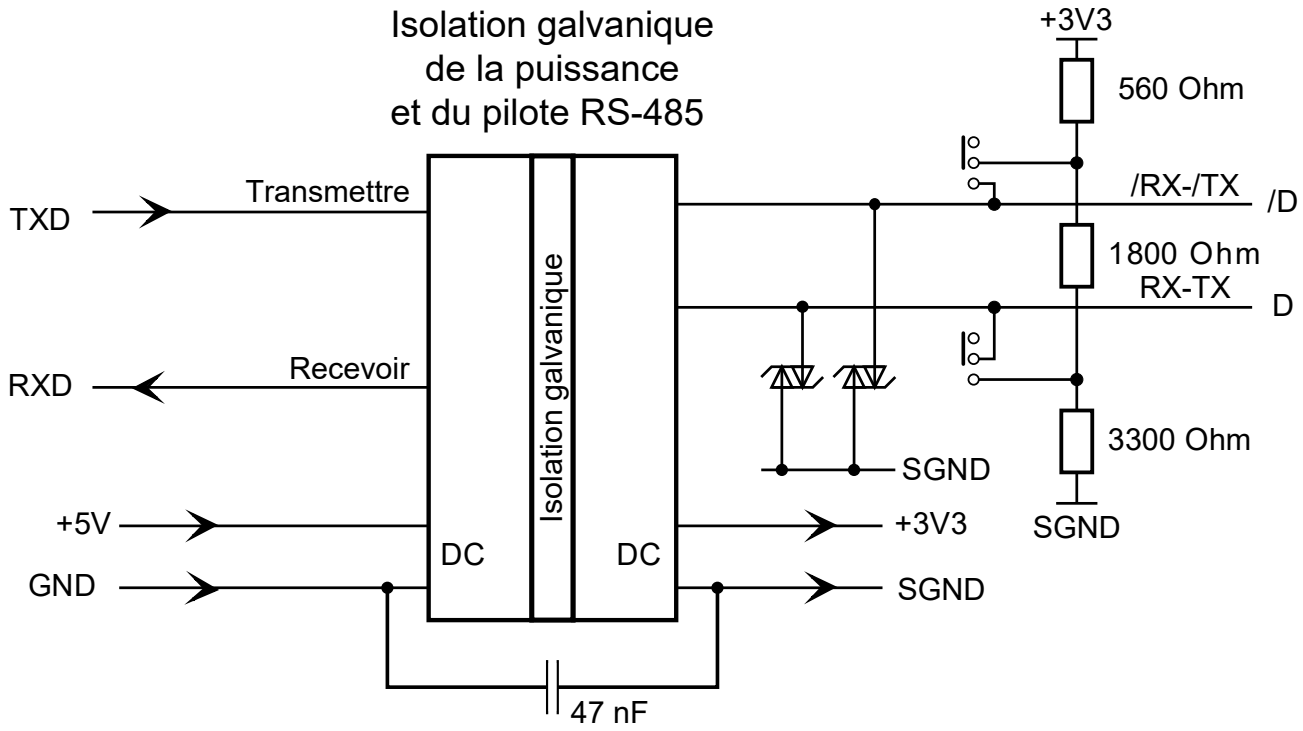 Isolation galvanique
de la puissance
et du pilote RS-485
+3V3
560 Ohm
Transmettre
TXD
/RX-/TX
/D
1800 Ohm
RX-TX
D
Isolation galvanique
Recevoir
RXD
3300 Ohm
SGND
+5V
DC
DC
+3V3
SGND
GND
SGND
47 nF